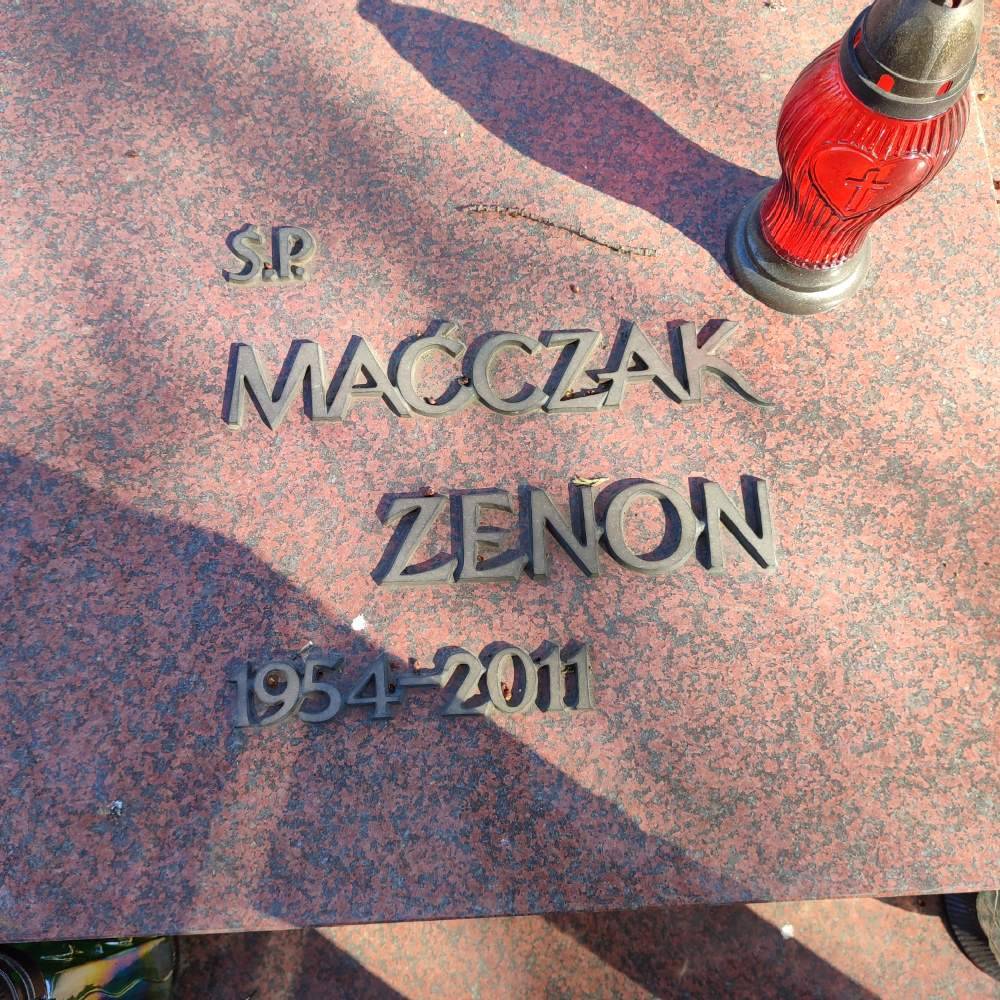 Ś.P.
MAĆCZAK
ZENON
1954-2011